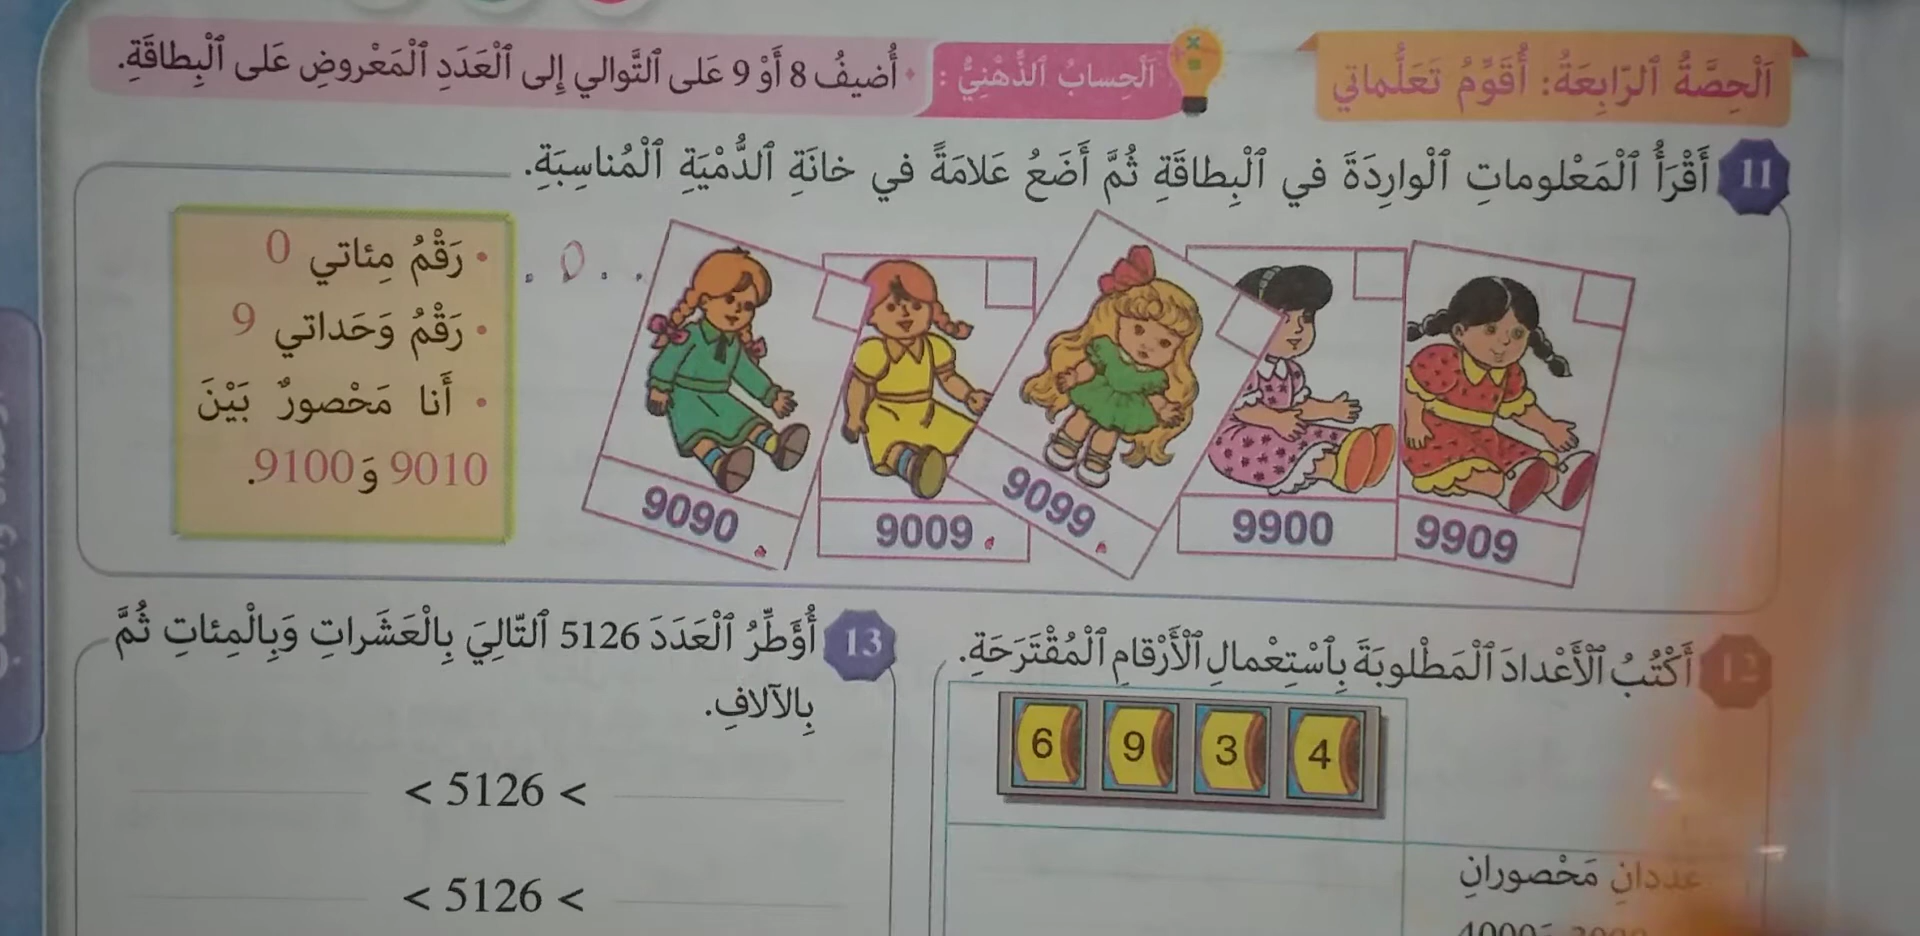 اَلْحِصَّةُ ٱلرّابِعَةُ: أُقَوِّمُ تَعَلُّماتي
اَلْحِسابُ ٱلذِّهْنِيُّ :
• أُضيفُ 8 أَوْ 9 عَلى ٱلتَّوالي إِلى ٱلْعَدَدِ ٱلْمَعْروضِ عَلى ٱلْبِطاقَةِ.
11 أَقْرَأُ ٱلْمَعْلوماتِ ٱلْوارِدَةَ في ٱلْبِطاقَةِ ثُمَّ أَضَعُ عَلامَةً في خانَةِ ٱلدُّمْيَةِ ٱلْمُناسِبَةِ.
9909
9900
9099
9009
9090
. 0 . .
• رَقْمُ مِئاتي 0
• رَقْمُ وَحَداتي 9
• أَنا مَحْصورٌ بَيْنَ
9010 وَ 9100.
12 أَكْتُبُ ٱلْأَعْدادَ ٱلْمَطْلوبَةَ بِٱسْتِعْمالِ ٱلْأَرْقامِ ٱلْمُقْتَرَحَةِ.
6 9 3 4
عَدَدانِ مَحْصورانِ
13 أُؤَطِّرُ ٱلْعَدَدَ 5126 ٱلتّالِيَ بِالْعَشَراتِ وَبِالْمِئاتِ ثُمَّ
بِالآلافِ.
< 5126 <
< 5126 <